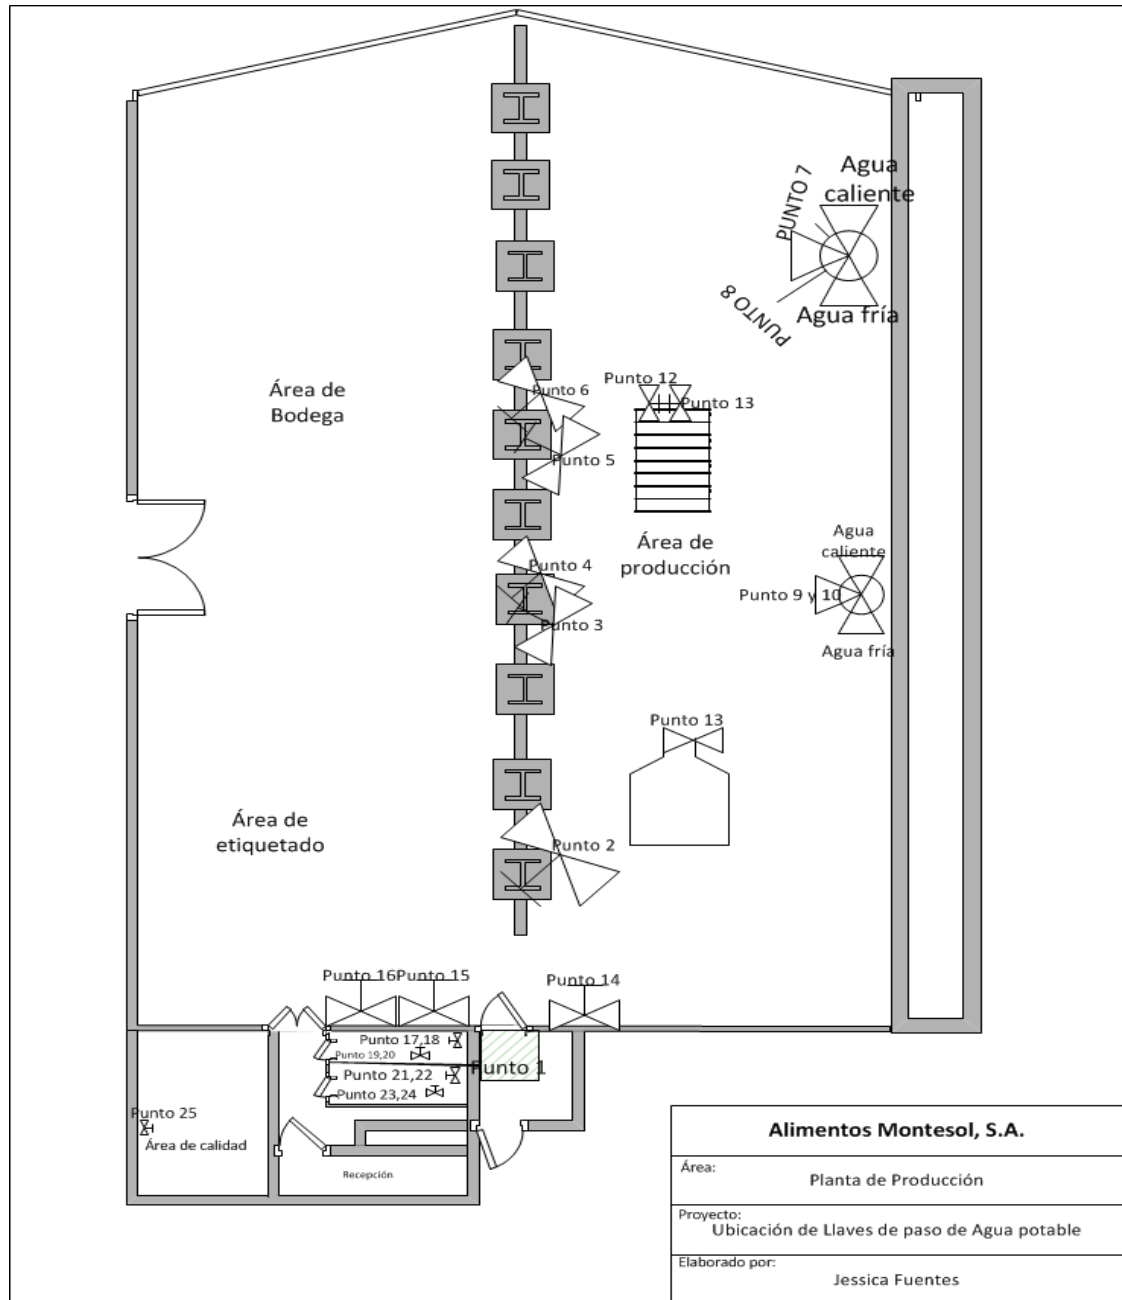 Agua
caliente
PUNTO 7
PUNTO 8
Agua fría
Punto 12
Punto 13
Punto 6
Área de
Bodega
Punto 5
Área de
producción
Agua
caliente
Punto 4
Punto 9 y 10
Punto 3
Agua fría
Punto 13
Área de
etiquetado
Punto 2
Punto 16
Punto 15
Punto 14
Punto 17,18
Punto 19,20
Punto 1
Punto 21,22
Punto 23,24
Punto 25
Área de calidad
Recepción
Alimentos Montesol, S.A.
Área:
Planta de Producción
Proyecto:
Ubicación de Llaves de paso de Agua potable
Elaborado por:
Jessica Fuentes